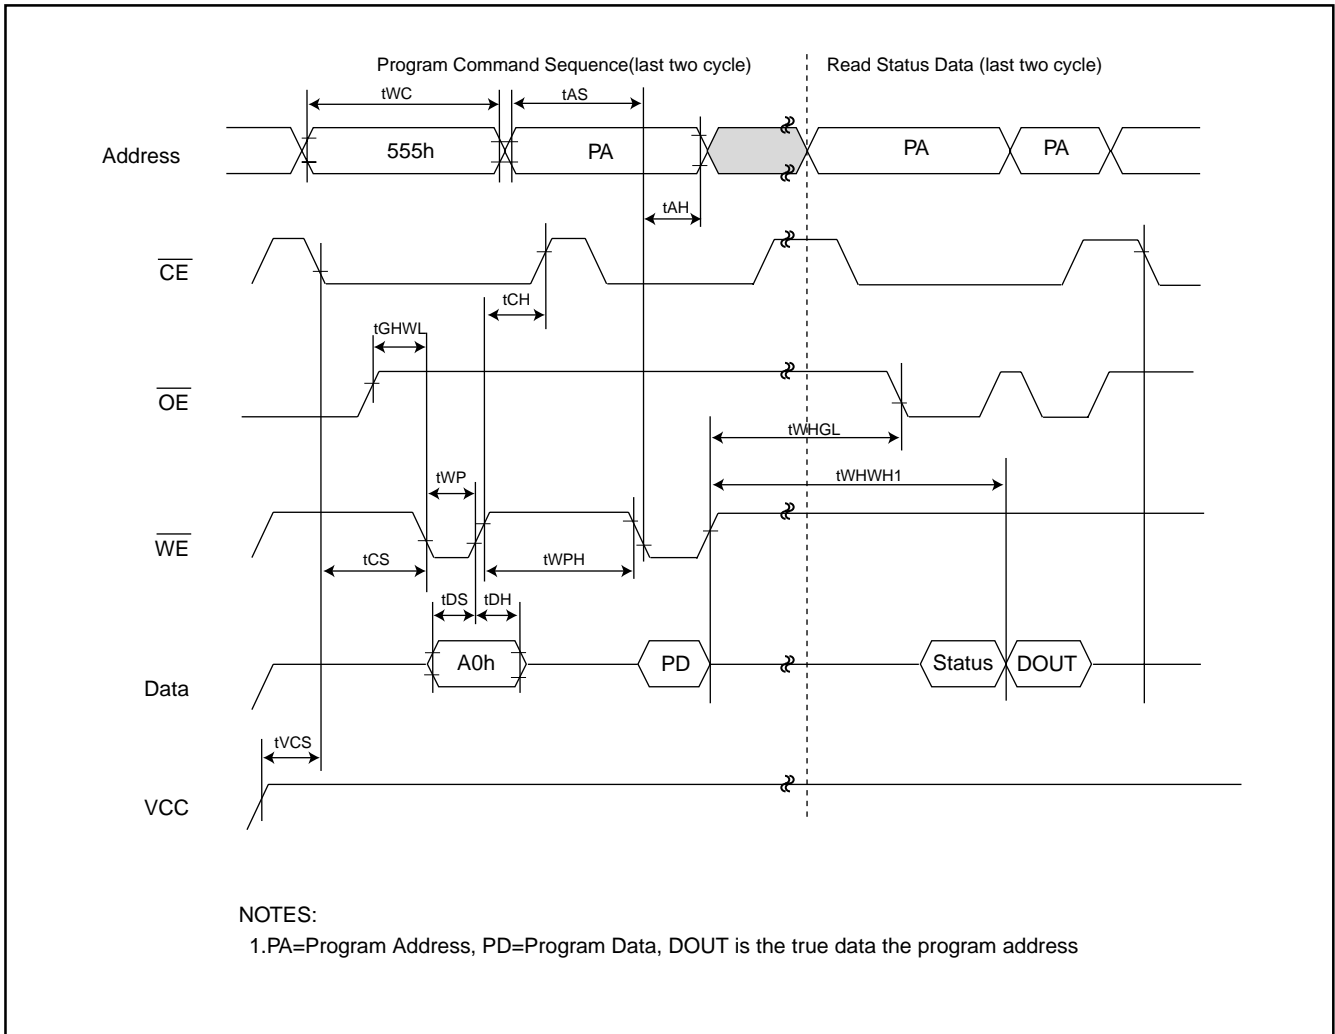 Program Command Sequence(last two cycle) Read Status Data (last two cycle)
tWC tAS
Address 555h PA PA PA
tAH
CE
tCH
tGHWL
OE
tWHGL
tWP tWHWH1
WE
tCS tWPH
tDS tDH
Data A0h PD Status DOUT
tVCS
VCC
NOTES:
1.PA=Program Address, PD=Program Data, DOUT is the true data the program address